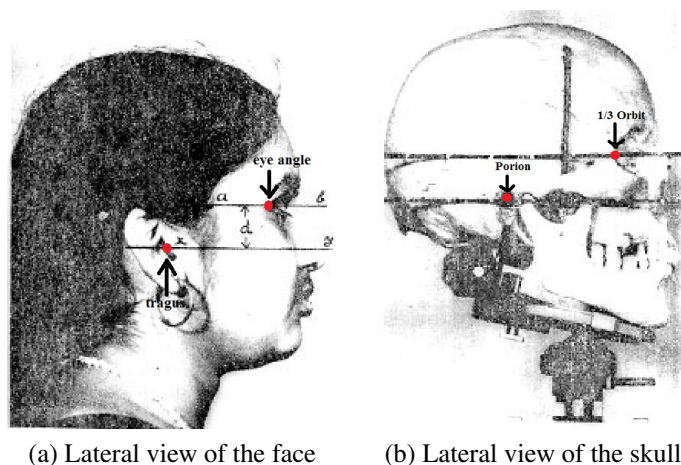 eye angle
a
b
d
x
y
tragus
(a) Lateral view of the face
1/3 Orbit
Porion
(b) Lateral view of the skull